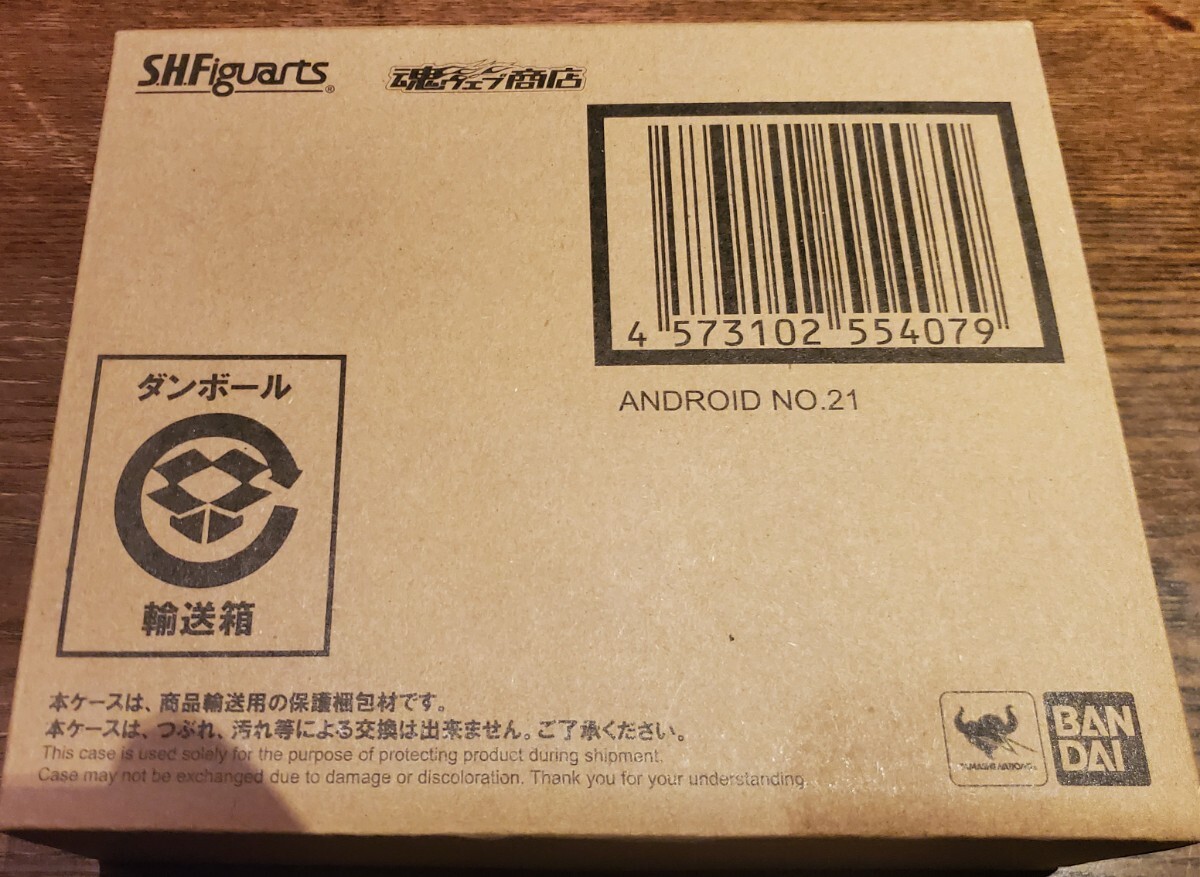 S.H.Figuarts®
魂ウェブ商店
4 573102 554079
ANDROID NO.21
ダンボール
輸送箱
本ケースは、商品輸送用の保護梱包材です。
本ケースは、つぶれ、汚れ等による交換は出来ません。ご了承ください。
This case is used solely for the purpose of protecting product during shipment.
Case may not be exchanged due to damage or discoloration. Thank you for your understanding.
TAMASHII NATIONS
BAN
DAI